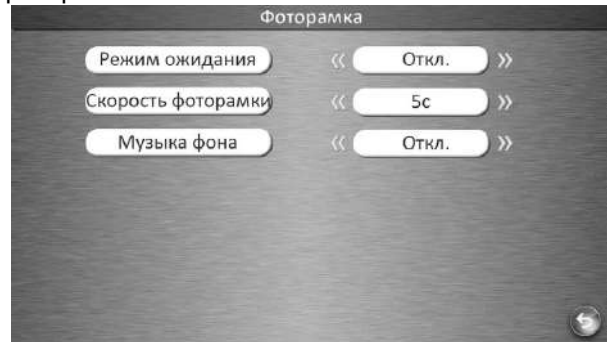 Фоторамка
Режим ожидания « Откл. »
Скорость фоторамки « 5с »
Музыка фона « Откл. »